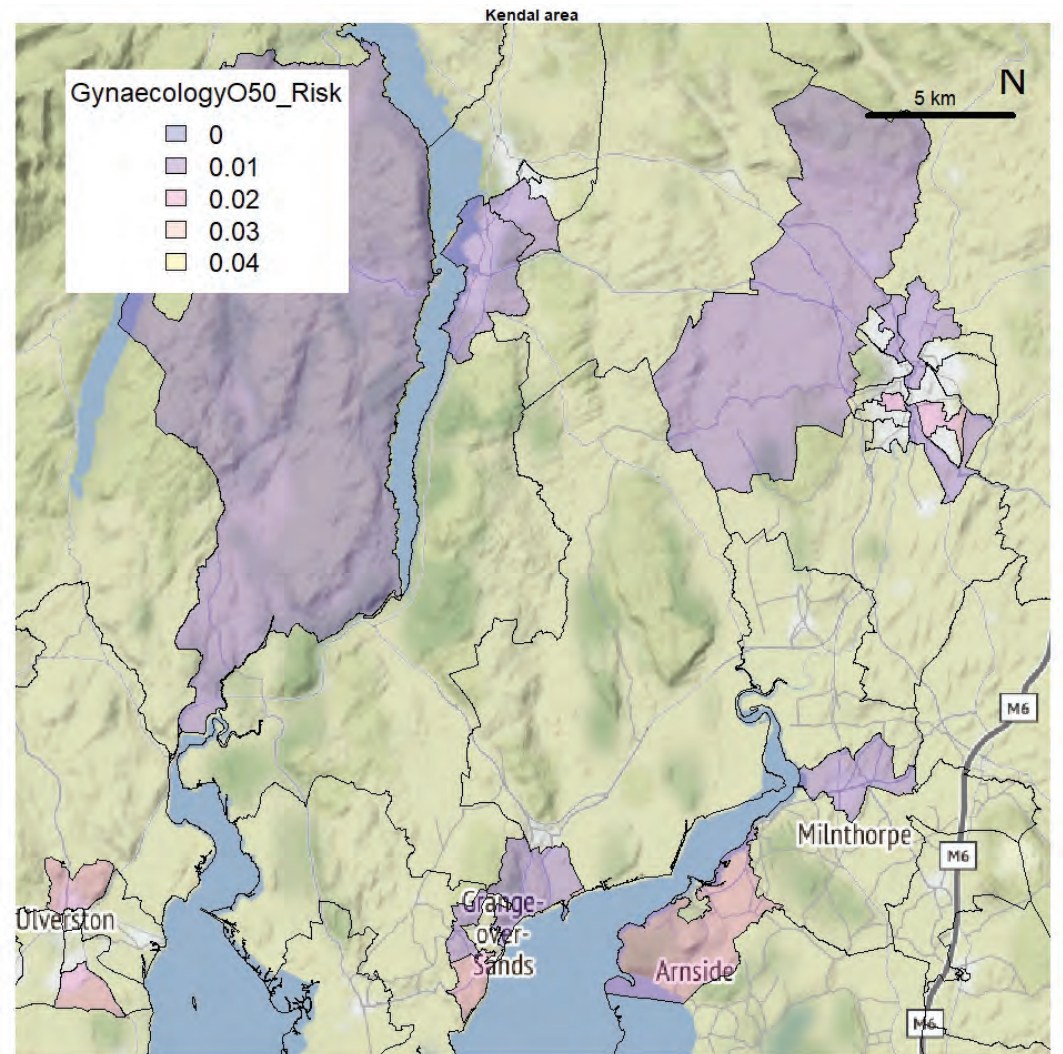 Kendal area
GynaecologyO50_Risk
0
0.01
0.02
0.03
0.04
N
5 km
M6
Milnthorpe
M6
Ulverston
Grange-
over-
Sands
Arnside
M6